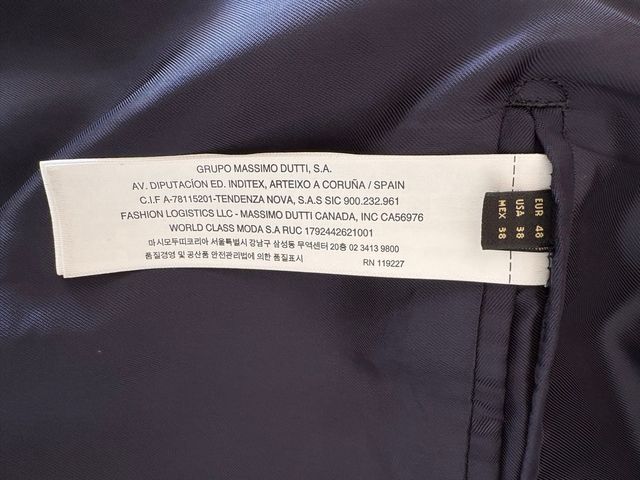 GRUPO MASSIMO DUTTI, S.A.
AV. DIPUTACION ED. INDITEX, ARTEIXO A CORUÑA / SPAIN
C.I.F A-78115201-TENDENZA NOVA, S.A.S SIC 900.232.961
FASHION LOGISTICS LLC - MASSIMO DUTTI CANADA, INC CA56976
WORLD CLASS MODA S.A RUC 1792442621001
마시모두띠코리아 서울특별시강남구 삼성동 무역센터 20층 02 3413 9800
품질경영 및 공산품 안전관리법에 의한 품질표시 RN 119227
EUR 48
USA 38
MEX 38